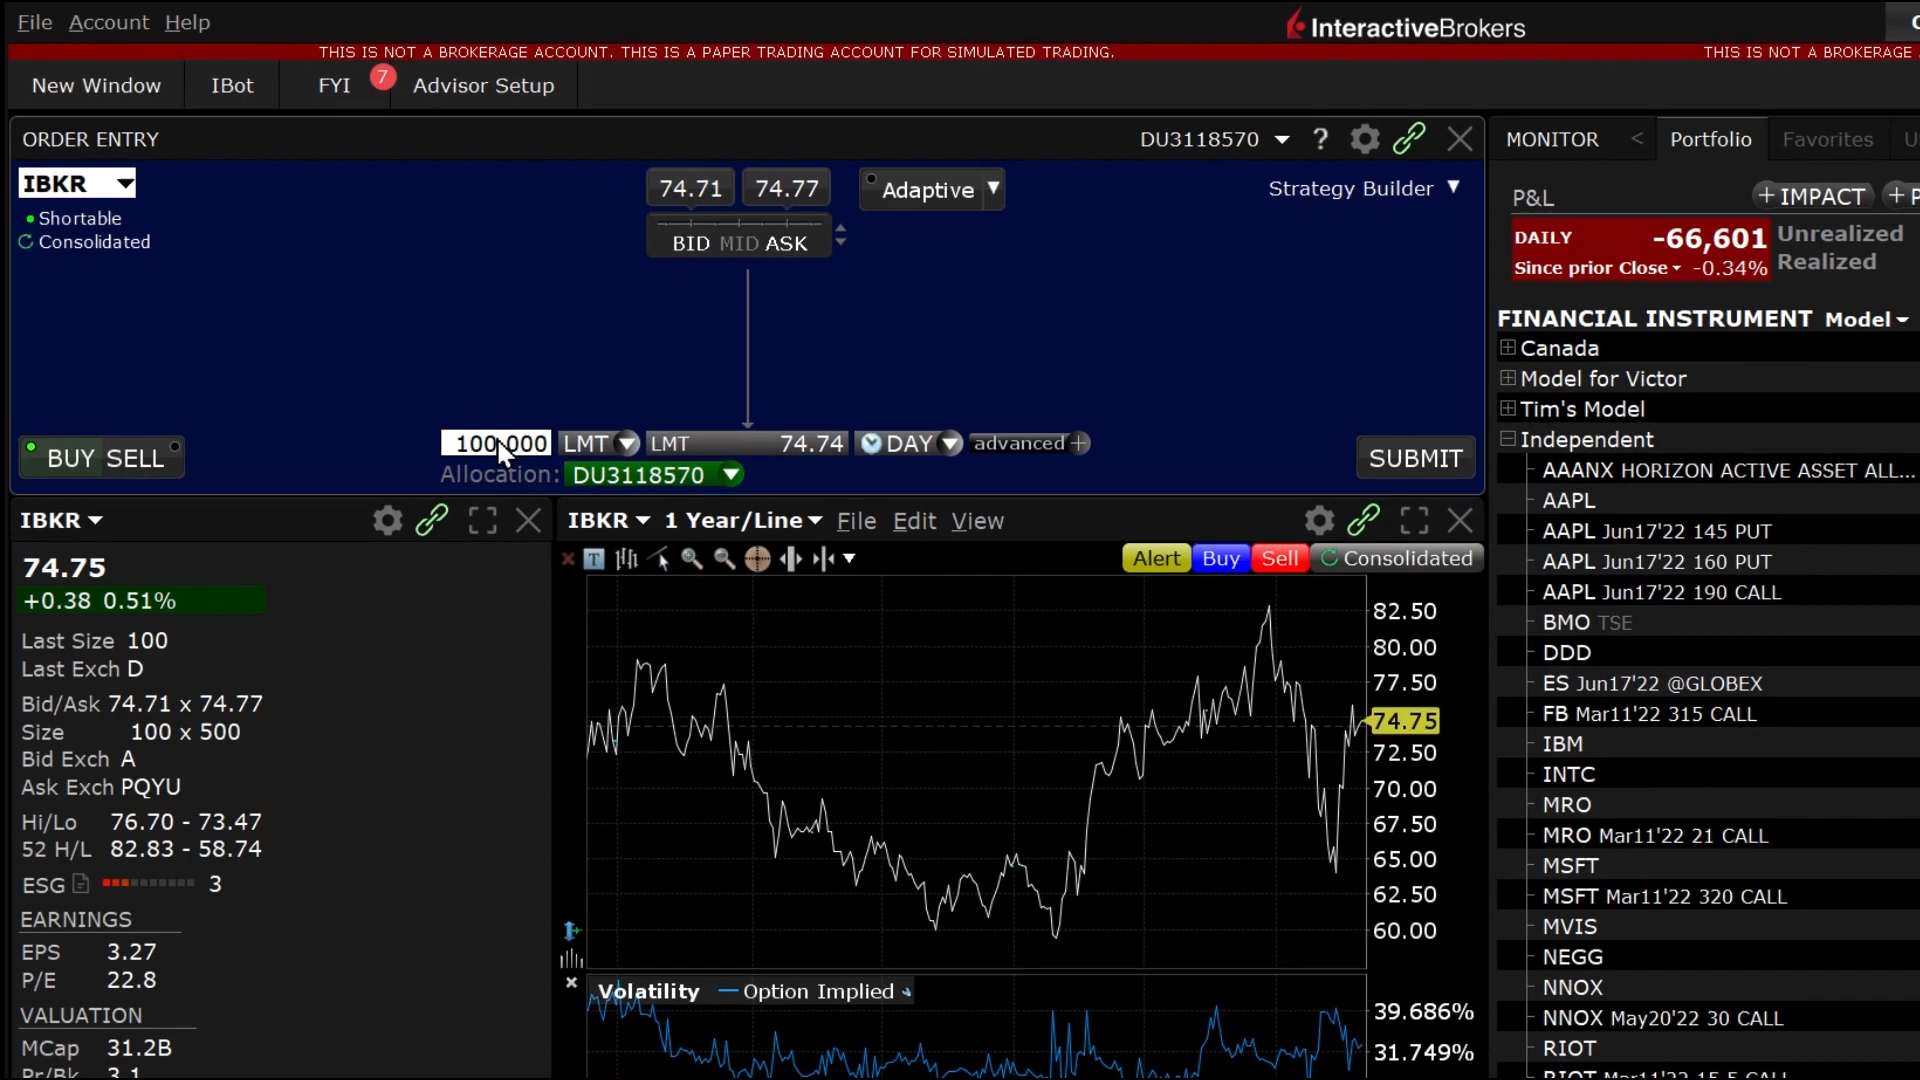 File Account Help
InteractiveBrokers
THIS IS NOT A BROKERAGE ACCOUNT. THIS IS A PAPER TRADING ACCOUNT FOR SIMULATED TRADING.
THIS IS NOT A BROKERAGE
New Window IBot FYI 7 Advisor Setup
ORDER ENTRY
DU3118570 ?
IBKR
Shortable
Consolidated
74.71 74.77 Adaptive
BID MID ASK
Strategy Builder
BUY SELL
100,000 LMT LMT 74.74 DAY advanced +
Allocation: DU3118570
SUBMIT
IBKR
74.75
+0.38 0.51%
Last Size 100
Last Exch D
Bid/Ask 74.71 x 74.77
Size 100 x 500
Bid Exch A
Ask Exch PQYU
Hi/Lo 76.70 - 73.47
52 H/L 82.83 - 58.74
ESG 3
EARNINGS
EPS 3.27
P/E 22.8
VALUATION
MCap 31.2B
Pr/Bk 3.1
IBKR 1 Year/Line File Edit View
T Alert Buy Sell Consolidated
82.50
80.00
77.50
74.75
72.50
70.00
67.50
65.00
62.50
60.00
Volatility Option Implied
39.686%
31.749%
MONITOR < Portfolio Favorites
P&L + IMPACT + P
DAILY -66,601 Unrealized
Since prior Close -0.34% Realized
FINANCIAL INSTRUMENT Model
Canada
Model for Victor
Tim's Model
Independent
AAANX HORIZON ACTIVE ASSET ALL...
AAPL
AAPL Jun17'22 145 PUT
AAPL Jun17'22 160 PUT
AAPL Jun17'22 190 CALL
BMO TSE
DDD
ES Jun17'22 @GLOBEX
FB Mar11'22 315 CALL
IBM
INTC
MRO
MRO Mar11'22 21 CALL
MSFT
MSFT Mar11'22 320 CALL
MVIS
NEGG
NNOX
NNOX May20'22 30 CALL
RIOT
RIOT Mar11'22 15.5 CALL